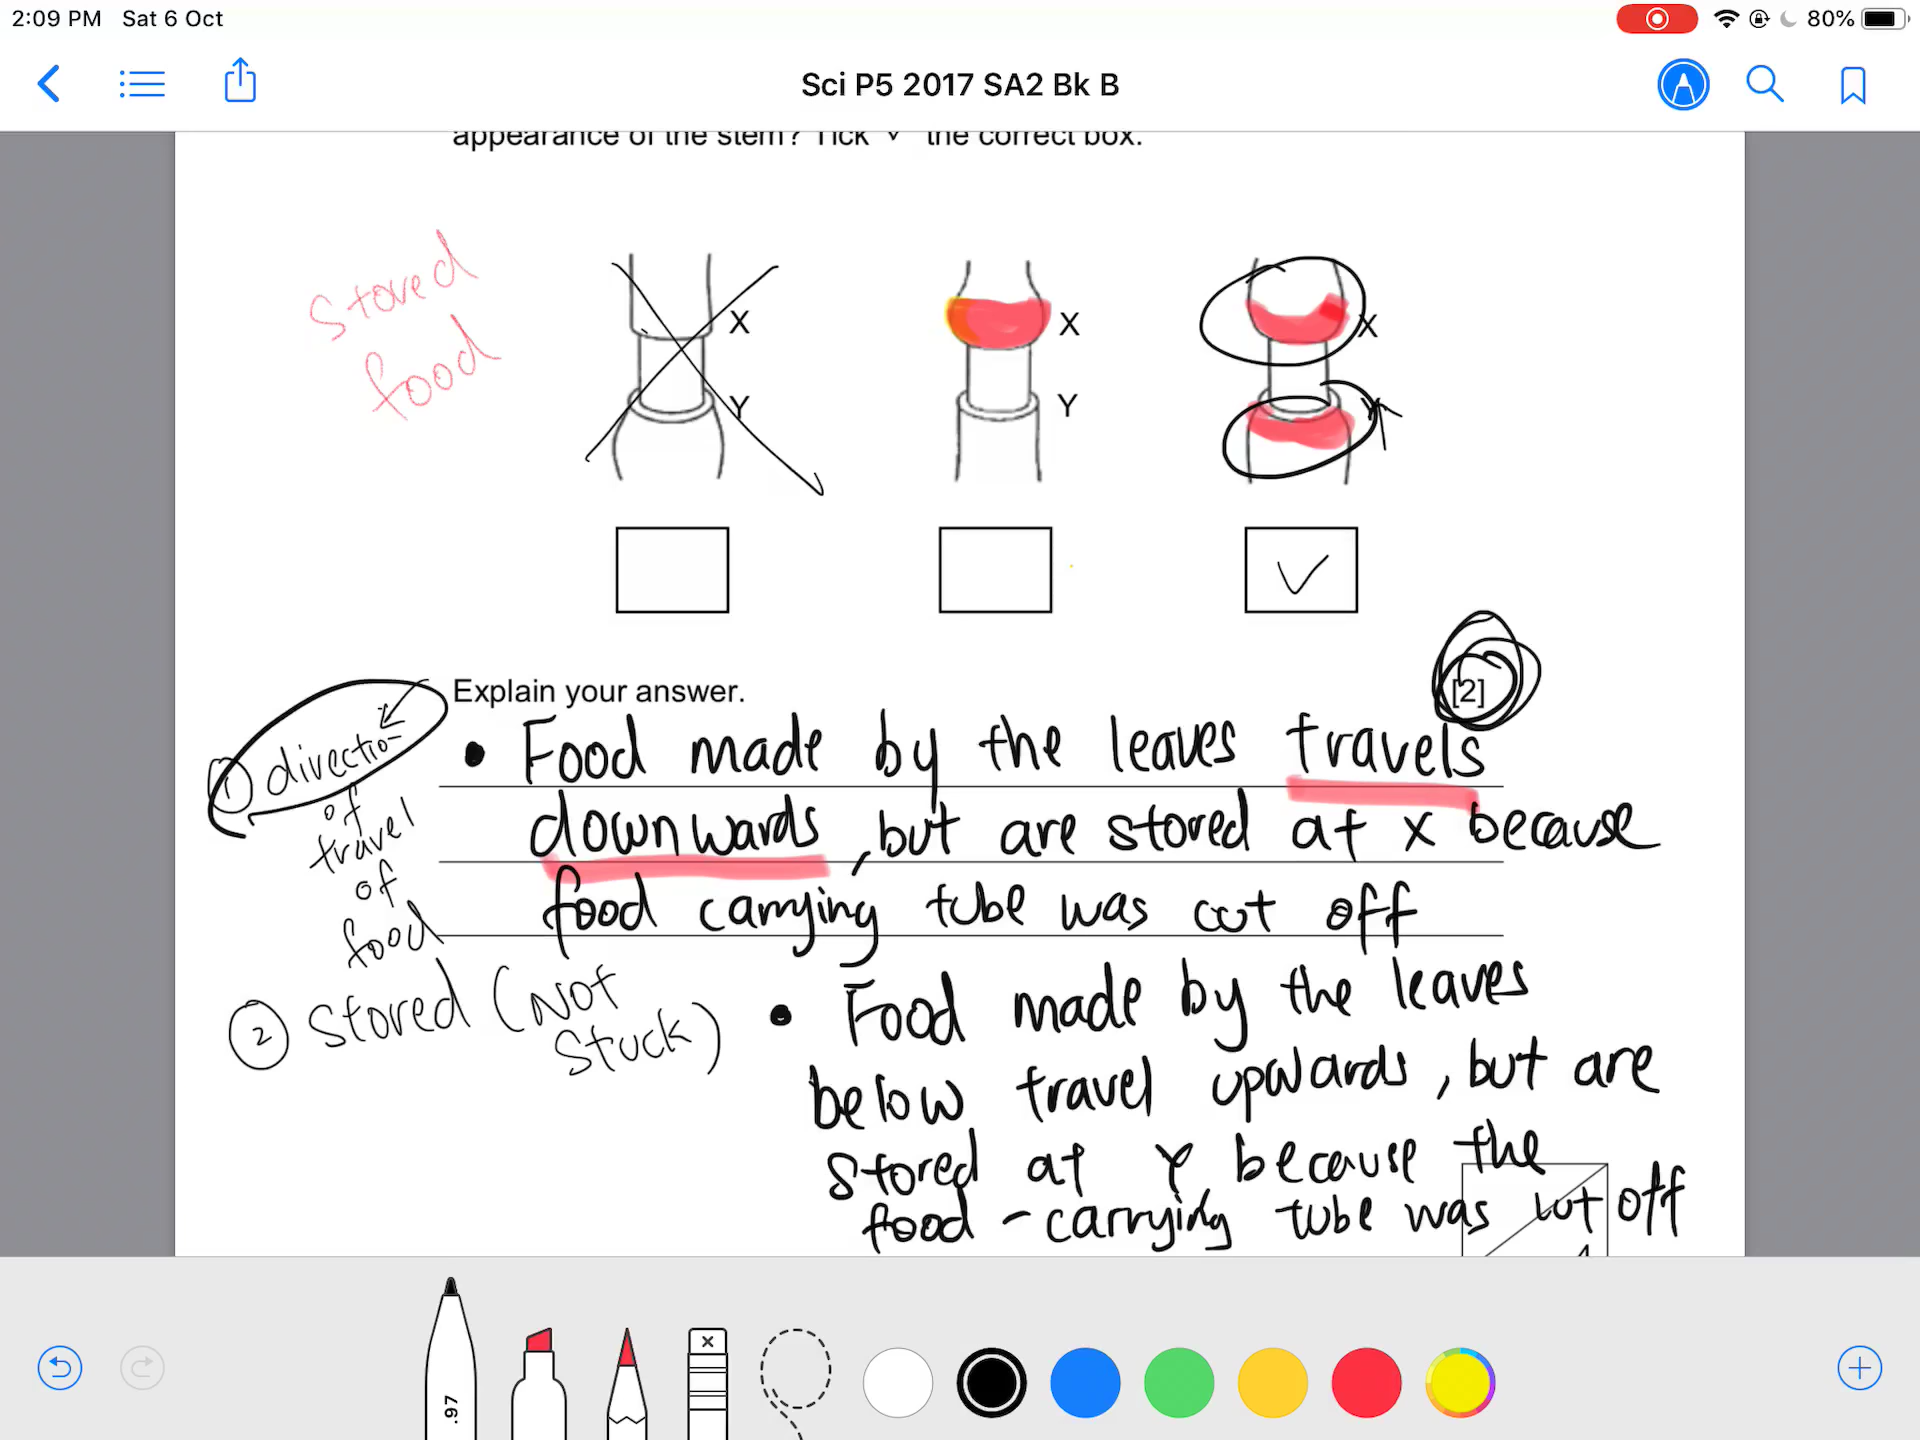 2:09 PM Sat 6 Oct
80%
Sci P5 2017 SA2 Bk B
appearance of the stem? Tick ✓ the correct box.
Stored
food
X
X
X
Y
Y
Y
✓
Explain your answer.
[2]
① direction
of
travel
of
food
② Stored (Not
Stuck)
• Food made by the leaves travels
downwards, but are stored at X because
food carrying tube was cut off
• Food made by the leaves
below travel upwards, but are
stored at Y because the
food-carrying tube was cut off
.97